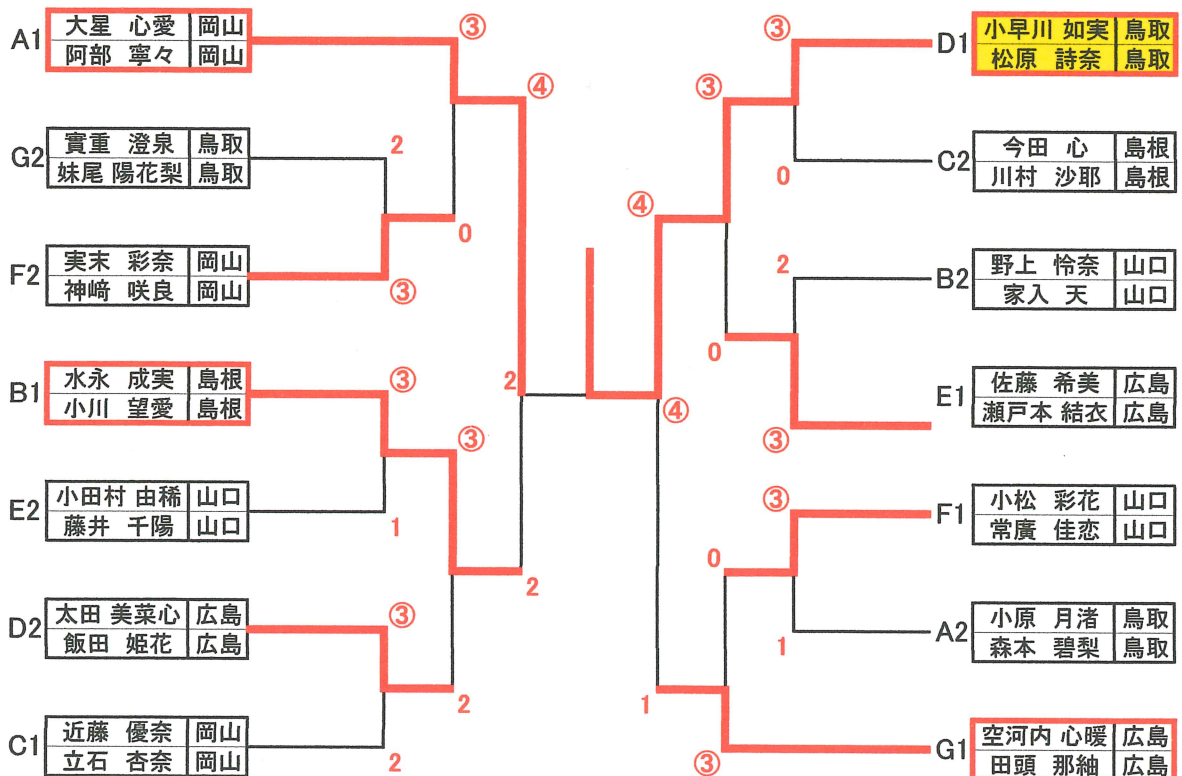 A1 大星 心愛 岡山
阿部 寧々 岡山
③
④
G2 實重 澄泉 鳥取
妹尾 陽花梨 鳥取
2
0
F2 実末 彩奈 岡山
神﨑 咲良 岡山
③
B1 水永 成実 島根
小川 望愛 島根
③
2
③
E2 小田村 由稀 山口
藤井 千陽 山口
1
2
D2 太田 美菜心 広島
飯田 姫花 広島
③
2
C1 近藤 優奈 岡山
立石 杏奈 岡山
2
③
D1 小早川 如実 鳥取
松原 詩奈 鳥取
③
C2 今田 心 島根
川村 沙耶 島根
0
④
2
B2 野上 怜奈 山口
家入 天 山口
0
E1 佐藤 希美 広島
瀬戸本 結衣 広島
④
③
③
F1 小松 彩花 山口
常廣 佳恋 山口
0
A2 小原 月渚 鳥取
森本 碧梨 鳥取
1
1
G1 空河内 心暖 広島
田頭 那紬 広島
③